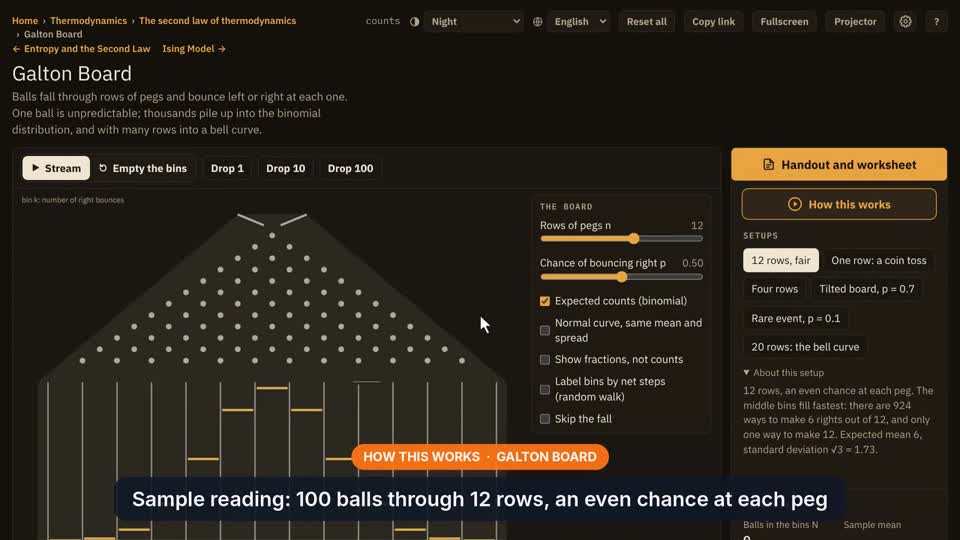 Home › Thermodynamics › The second law of thermodynamics
› Galton Board
← Entropy and the Second Law Ising Model →
counts Night English Reset all Copy link Fullscreen Projector ?
Galton Board
Balls fall through rows of pegs and bounce left or right at each one.
One ball is unpredictable; thousands pile up into the binomial
distribution, and with many rows into a bell curve.
Stream Empty the bins Drop 1 Drop 10 Drop 100
bin k: number of right bounces
THE BOARD
Rows of pegs n 12
Chance of bouncing right p 0.50
Expected counts (binomial)
Normal curve, same mean and
spread
Show fractions, not counts
Label bins by net steps
(random walk)
Skip the fall
Handout and worksheet
How this works
SETUPS
12 rows, fair One row: a coin toss
Four rows Tilted board, p = 0.7
Rare event, p = 0.1
20 rows: the bell curve
About this setup
12 rows, an even chance at each peg. The
middle bins fill fastest: there are 924
ways to make 6 rights out of 12, and only
one way to make 12. Expected mean 6,
standard deviation √3 = 1.73.
HOW THIS WORKS · GALTON BOARD
Sample reading: 100 balls through 12 rows, an even chance at each peg
Balls in the bins N Sample mean